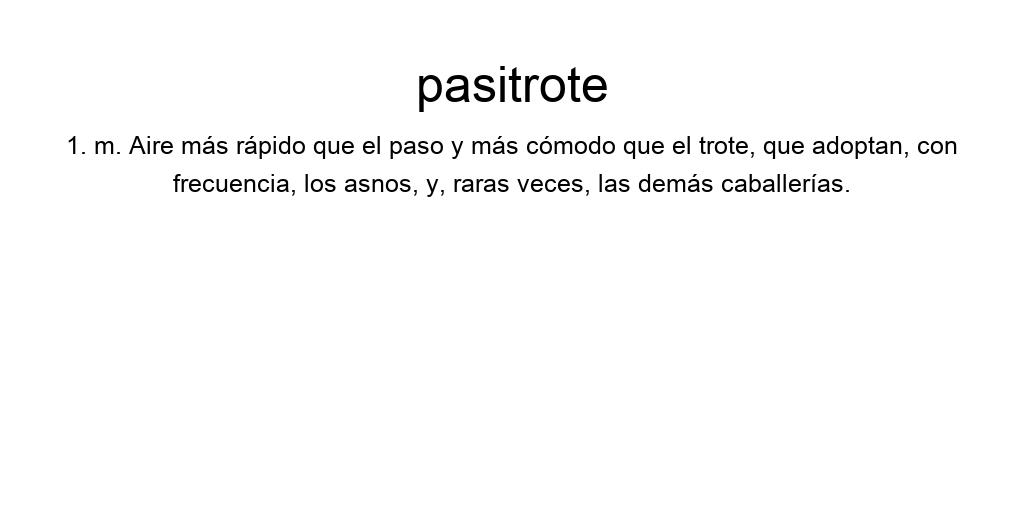 pasitrote
1. m. Aire más rápido que el paso y más cómodo que el trote, que adoptan, con
frecuencia, los asnos, y, raras veces, las demás caballerías.